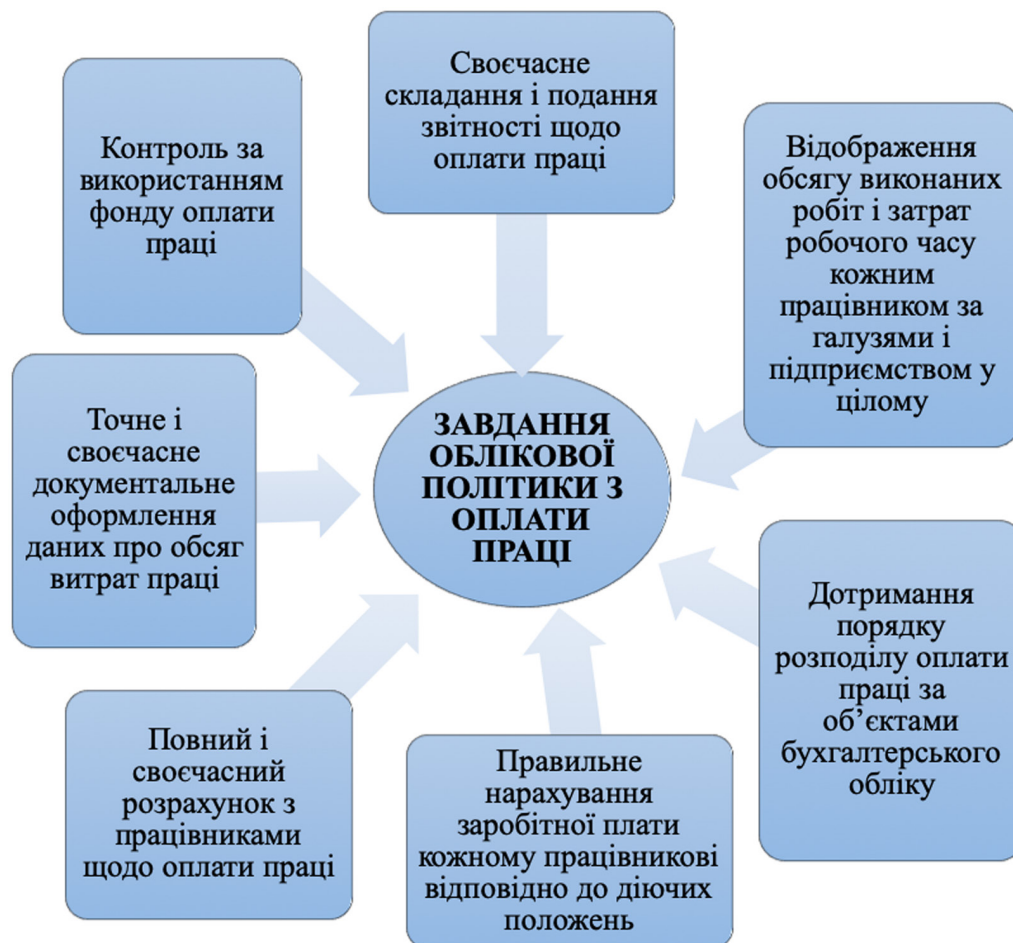 Своєчасне
складання і подання
звітності щодо
оплати праці
Контроль за
використанням
фонду оплати
праці
Відображення
обсягу виконаних
робіт і затрат
робочого часу
кожним
працівником за
галузями і
підприємством у
цілому
Точне і
своєчасне
документальне
оформлення
даних про обсяг
витрат праці
ЗАВДАННЯ
ОБЛІКОВОЇ
ПОЛІТИКИ З
ОПЛАТИ
ПРАЦІ
Дотримання
порядку
розподілу оплати
праці за
об’єктами
бухгалтерського
обліку
Повний і
своєчасний
розрахунок з
працівниками
щодо оплати праці
Правильне
нарахування
заробітної плати
кожному працівникові
відповідно до діючих
положень